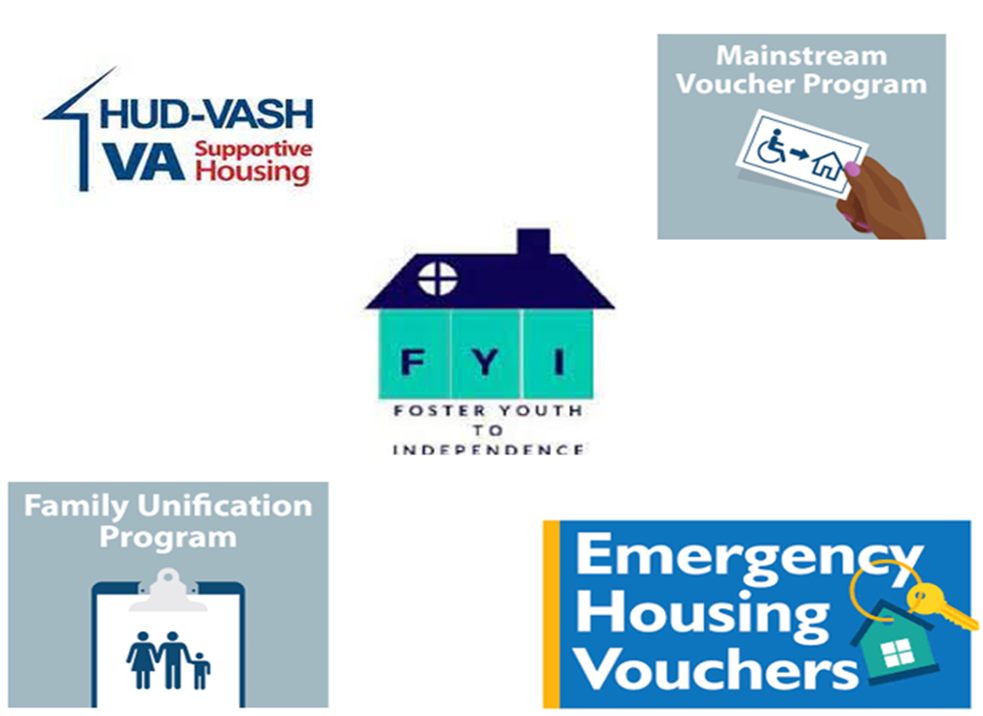 HUD-VASH
VA Supportive
Housing
Mainstream
Voucher Program
F Y I
FOSTER YOUTH
TO
INDEPENDENCE
Family Unification
Program
Emergency
Housing
Vouchers